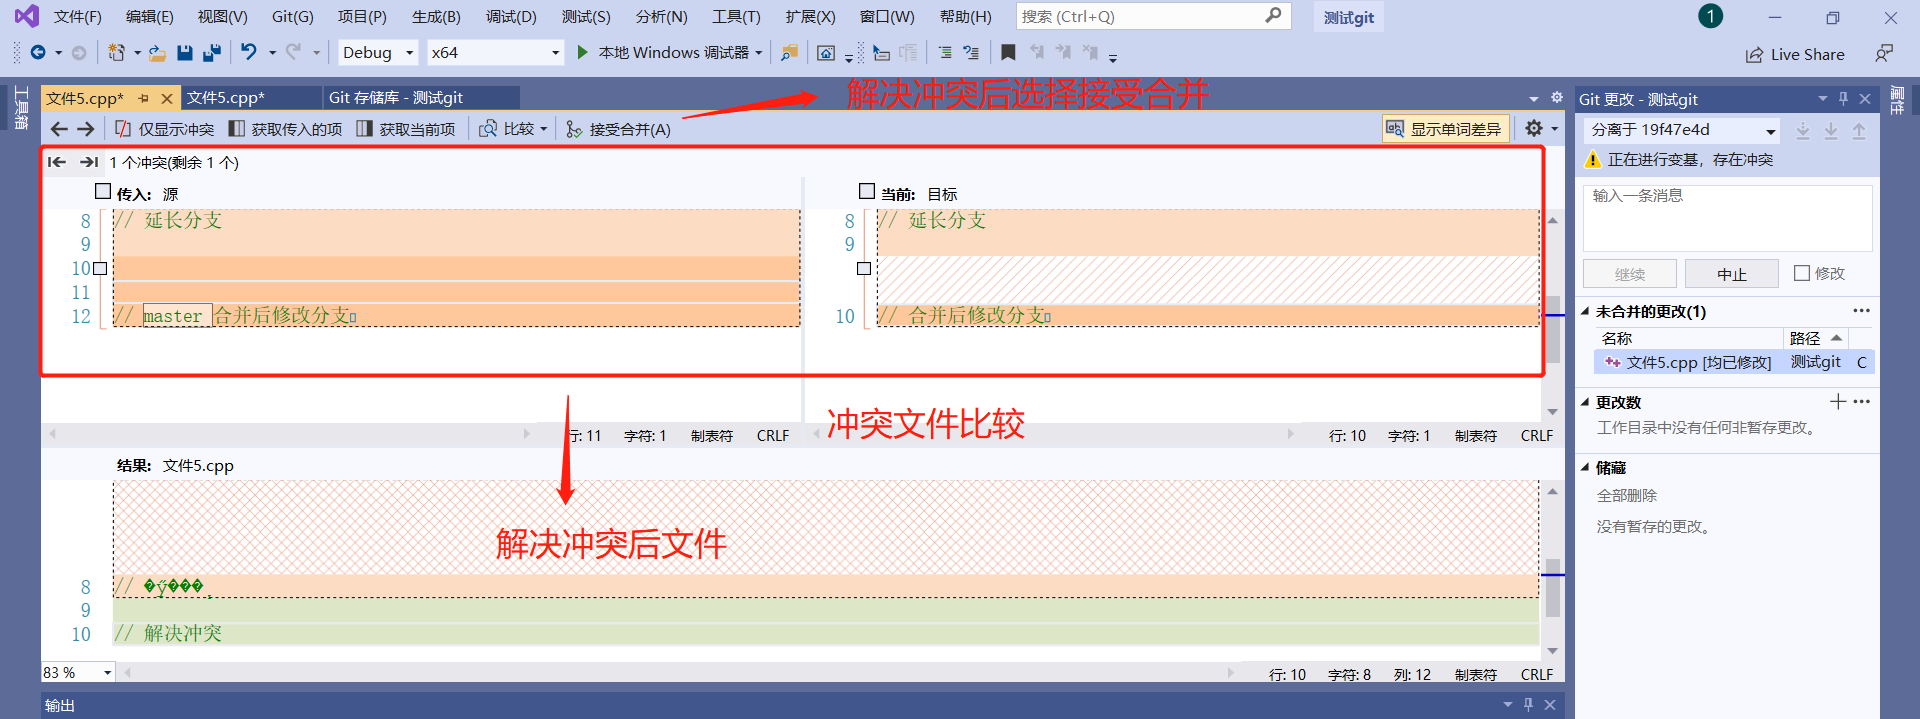 文件(F) 编辑(E) 视图(V) Git(G) 项目(P) 生成(B) 调试(D) 测试(S) 分析(N) 工具(T) 扩展(X) 窗口(W) 帮助(H) 搜索 (Ctrl+Q) 测试git 1
Debug x64 本地 Windows 调试器 Live Share
工具箱
文件5.cpp* 文件5.cpp* Git 存储库 - 测试git
解决冲突后选择接受合并
仅显示冲突 获取传入的项 获取当前项 比较 接受合并(A) 显示单词差异
1 个冲突(剩余 1 个)
传入: 源
8 // 延长分支
9
10
11
12 // master 合并后修改分支
行: 11 字符: 1 制表符 CRLF
当前: 目标
8 // 延长分支
9
10 // 合并后修改分支
行: 10 字符: 1 制表符 CRLF
冲突文件比较
结果: 文件5.cpp
解决冲突后文件
8 // �ӳ���
9
10 // 解决冲突
83 % 行: 10 字符: 8 列: 12 制表符 CRLF
输出
Git 更改 - 测试git
分离于 19f47e4d
正在进行变基，存在冲突
输入一条消息
继续 中止 修改
未合并的更改(1)
名称 路径
文件5.cpp [均已修改] 测试git C
更改数
工作目录中没有任何非暂存更改。
储藏
全部删除
没有暂存的更改。
属性